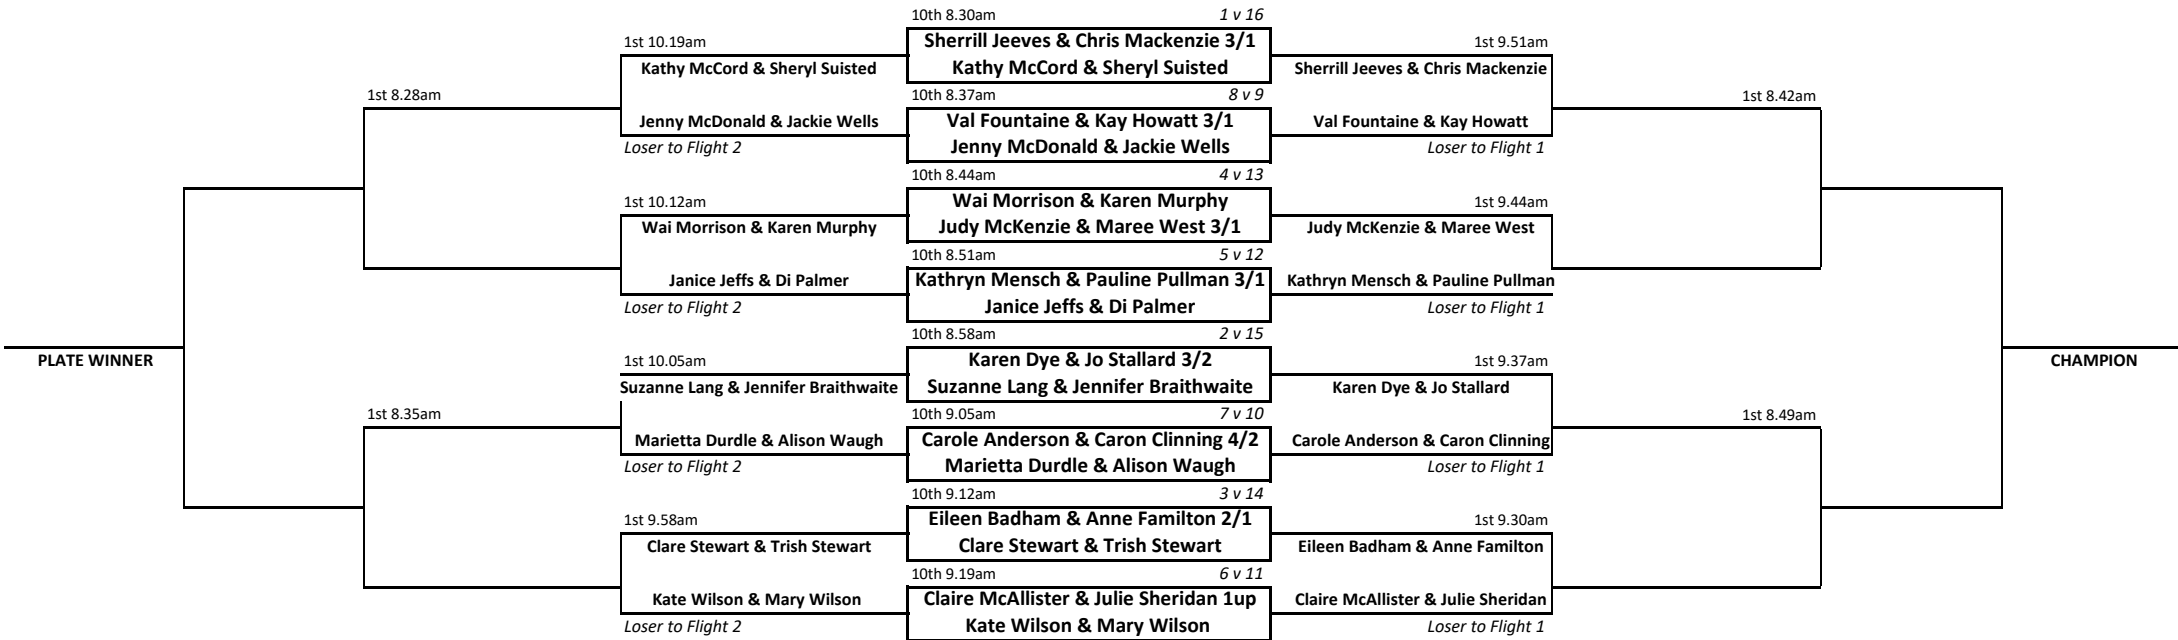 10th 8.30am 1 v 16
1st 10.19am Sherrill Jeeves & Chris Mackenzie 3/1 1st 9.51am
Kathy McCord & Sheryl Suisted Kathy McCord & Sheryl Suisted Sherrill Jeeves & Chris Mackenzie
1st 8.28am 10th 8.37am 8 v 9 1st 8.42am
Jenny McDonald & Jackie Wells Val Fountaine & Kay Howatt 3/1 Val Fountaine & Kay Howatt
Loser to Flight 2 Jenny McDonald & Jackie Wells Loser to Flight 1
10th 8.44am 4 v 13
1st 10.12am Wai Morrison & Karen Murphy 1st 9.44am
Wai Morrison & Karen Murphy Judy McKenzie & Maree West 3/1 Judy McKenzie & Maree West
10th 8.51am 5 v 12
Janice Jeffs & Di Palmer Kathryn Mensch & Pauline Pullman 3/1 Kathryn Mensch & Pauline Pullman
Loser to Flight 2 Janice Jeffs & Di Palmer Loser to Flight 1
10th 8.58am 2 v 15
PLATE WINNER 1st 10.05am Karen Dye & Jo Stallard 3/2 1st 9.37am CHAMPION
Suzanne Lang & Jennifer Braithwaite Suzanne Lang & Jennifer Braithwaite Karen Dye & Jo Stallard
1st 8.35am 10th 9.05am 7 v 10 1st 8.49am
Marietta Durdle & Alison Waugh Carole Anderson & Caron Clinning 4/2 Carole Anderson & Caron Clinning
Loser to Flight 2 Marietta Durdle & Alison Waugh Loser to Flight 1
10th 9.12am 3 v 14
1st 9.58am Eileen Badham & Anne Familton 2/1 1st 9.30am
Clare Stewart & Trish Stewart Clare Stewart & Trish Stewart Eileen Badham & Anne Familton
10th 9.19am 6 v 11
Kate Wilson & Mary Wilson Claire McAllister & Julie Sheridan 1up Claire McAllister & Julie Sheridan
Loser to Flight 2 Kate Wilson & Mary Wilson Loser to Flight 1